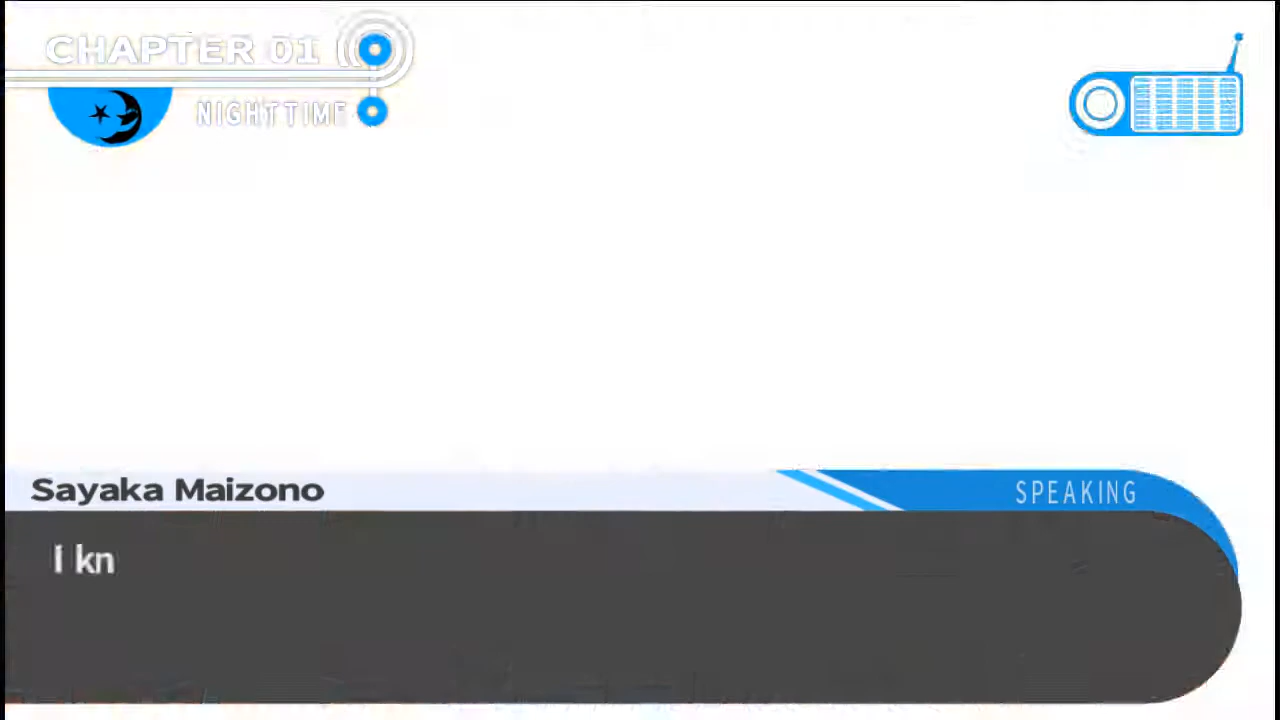 CHAPTER 01
NIGHTTIME
Sayaka Maizono
SPEAKING
I kn